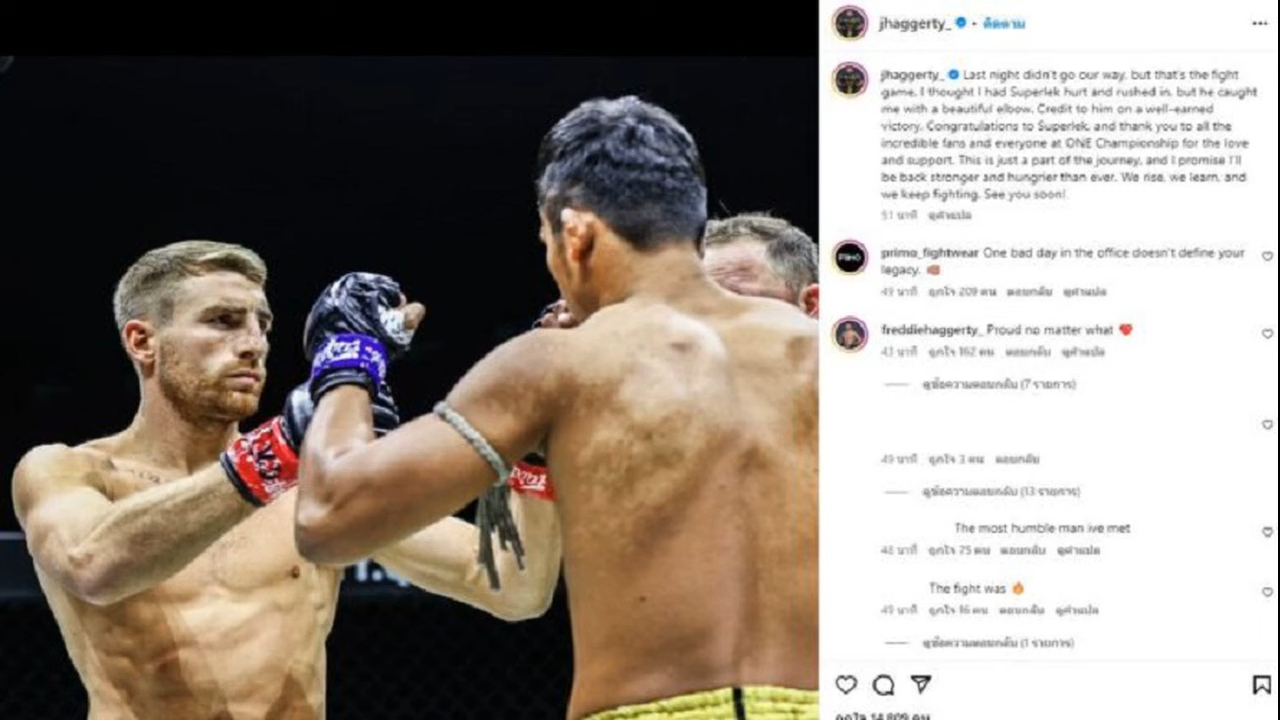 jhaggerty_ • ติดตาม
jhaggerty_ Last night didn't go our way, but that's the fight
game. I thought I had Superlek hurt and rushed in, but he caught
me with a beautiful elbow. Credit to him on a well-earned
victory. Congratulations to Superlek, and thank you to all the
incredible fans and everyone at ONE Championship for the love
and support. This is just a part of the journey, and I promise I'll
be back stronger and hungrier than ever. We rise, we learn, and
we keep fighting. See you soon!
51 นาที ดูคำแปล
primo_fightwear One bad day in the office doesn't define your
legacy.
49 นาที ถูกใจ 209 คน ตอบกลับ ดูคำแปล
freddiehaggerty_ Proud no matter what ❤️
43 นาที ถูกใจ 162 คน ตอบกลับ ดูคำแปล
ดูข้อความตอบกลับ (7 รายการ)
49 นาที ถูกใจ 3 คน ตอบกลับ
ดูข้อความตอบกลับ (13 รายการ)
The most humble man ive met
48 นาที ถูกใจ 75 คน ตอบกลับ ดูคำแปล
The fight was 🔥
49 นาที ถูกใจ 16 คน ตอบกลับ ดูคำแปล
ดูข้อความตอบกลับ (1 รายการ)
ถูกใจ 14,809 คน